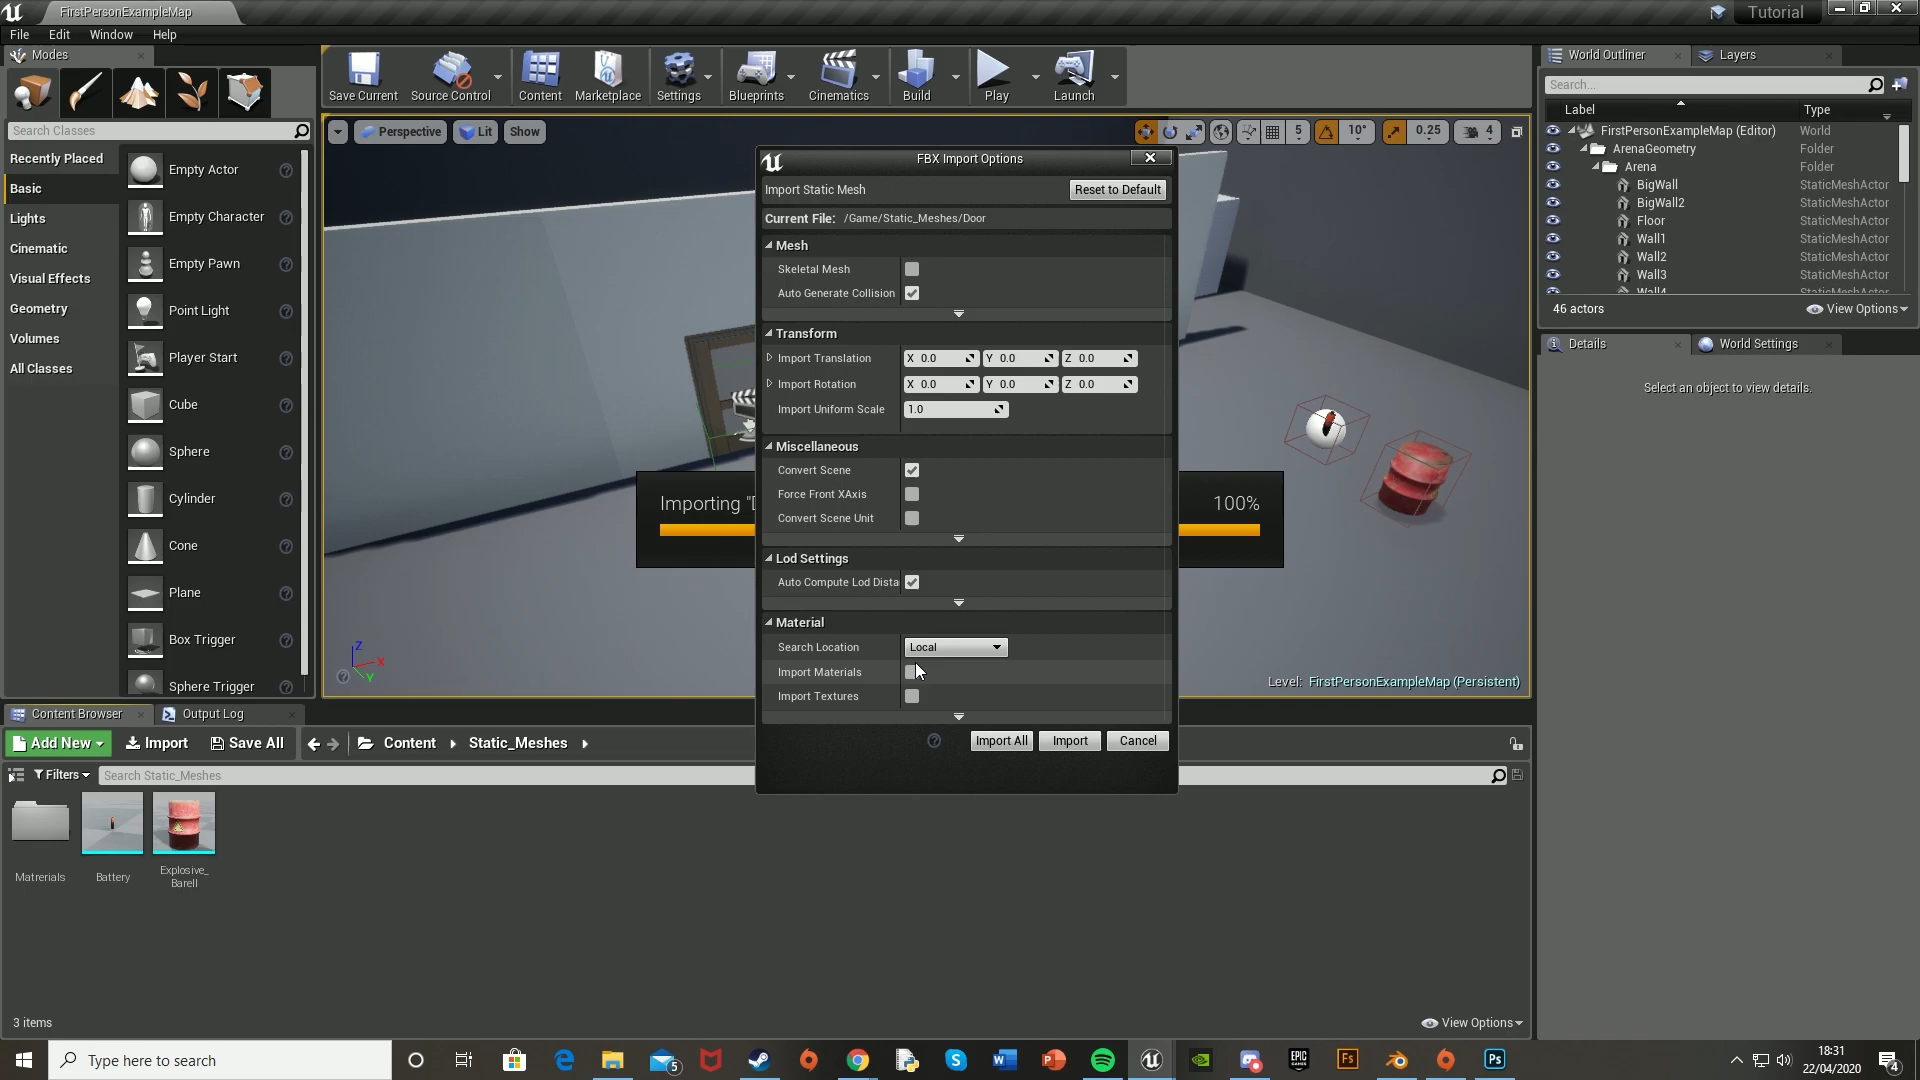 FirstPersonExampleMap
Tutorial
File Edit Window Help
Modes
Search Classes
Recently Placed
Basic
Lights
Cinematic
Visual Effects
Geometry
Volumes
All Classes
Empty Actor
Empty Character
Empty Pawn
Point Light
Player Start
Cube
Sphere
Cylinder
Cone
Plane
Box Trigger
Sphere Trigger
Save Current Source Control Content Marketplace Settings Blueprints Cinematics Build Play Launch
Perspective Lit Show
5 10° 0.25 4
FBX Import Options
Import Static Mesh Reset to Default
Current File: /Game/Static_Meshes/Door
Mesh
Skeletal Mesh
Auto Generate Collision
Transform
Import Translation X 0.0 Y 0.0 Z 0.0
Import Rotation X 0.0 Y 0.0 Z 0.0
Import Uniform Scale 1.0
Miscellaneous
Convert Scene
Force Front XAxis
Convert Scene Unit
Lod Settings
Auto Compute Lod Dista
Material
Search Location Local
Import Materials
Import Textures
Import All Import Cancel
Importing "D 100%
Z
X
Y
Level: FirstPersonExampleMap (Persistent)
World Outliner Layers
Search...
Label Type
FirstPersonExampleMap (Editor) World
ArenaGeometry Folder
Arena Folder
BigWall StaticMeshActor
BigWall2 StaticMeshActor
Floor StaticMeshActor
Wall1 StaticMeshActor
Wall2 StaticMeshActor
Wall3 StaticMeshActor
Wall4 StaticMeshActor
46 actors View Options
Details World Settings
Select an object to view details.
Content Browser Output Log
Add New Import Save All Content Static_Meshes
Filters Search Static_Meshes
Matrerials
Battery
Explosive_
Barell
3 items View Options
Type here to search
5
W
P
EPIC
GAMES
Fs
Ps
18:31
22/04/2020
4